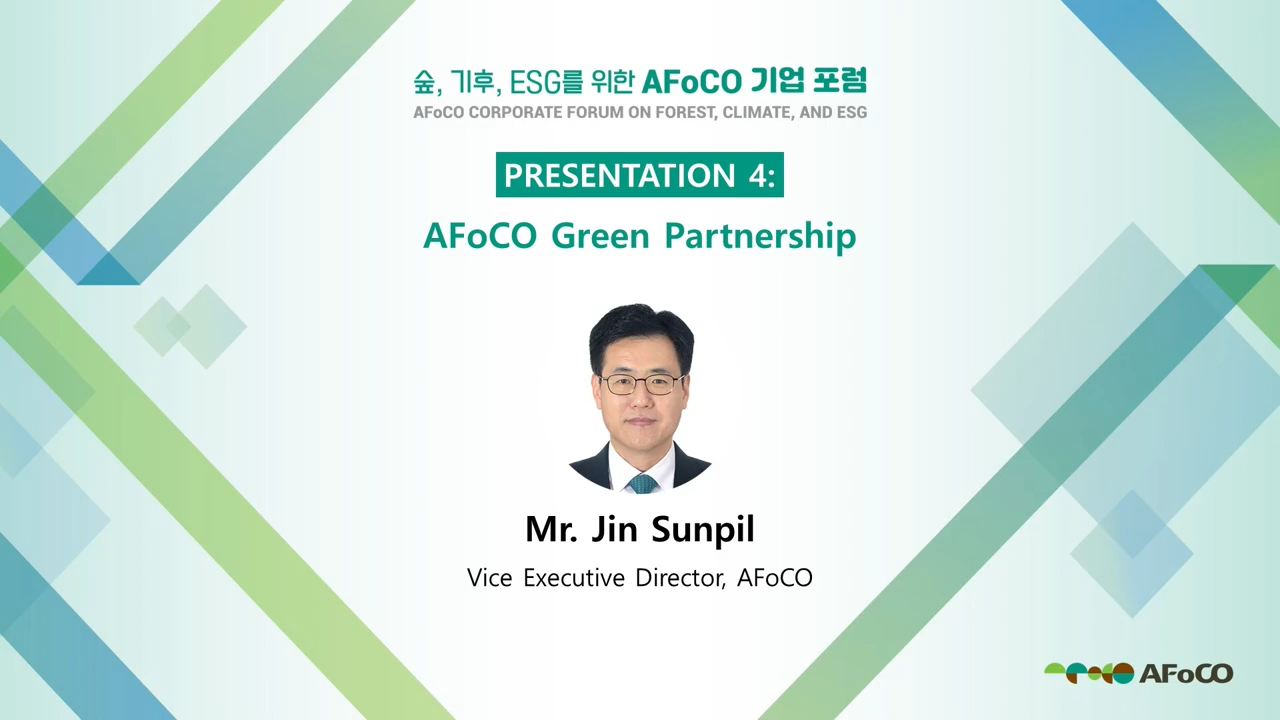 숲, 기후, ESG를 위한 AFoCO 기업 포럼
AFoCO CORPORATE FORUM ON FOREST, CLIMATE, AND ESG
PRESENTATION 4:
AFoCO Green Partnership
Mr. Jin Sunpil
Vice Executive Director, AFoCO
AFoCO